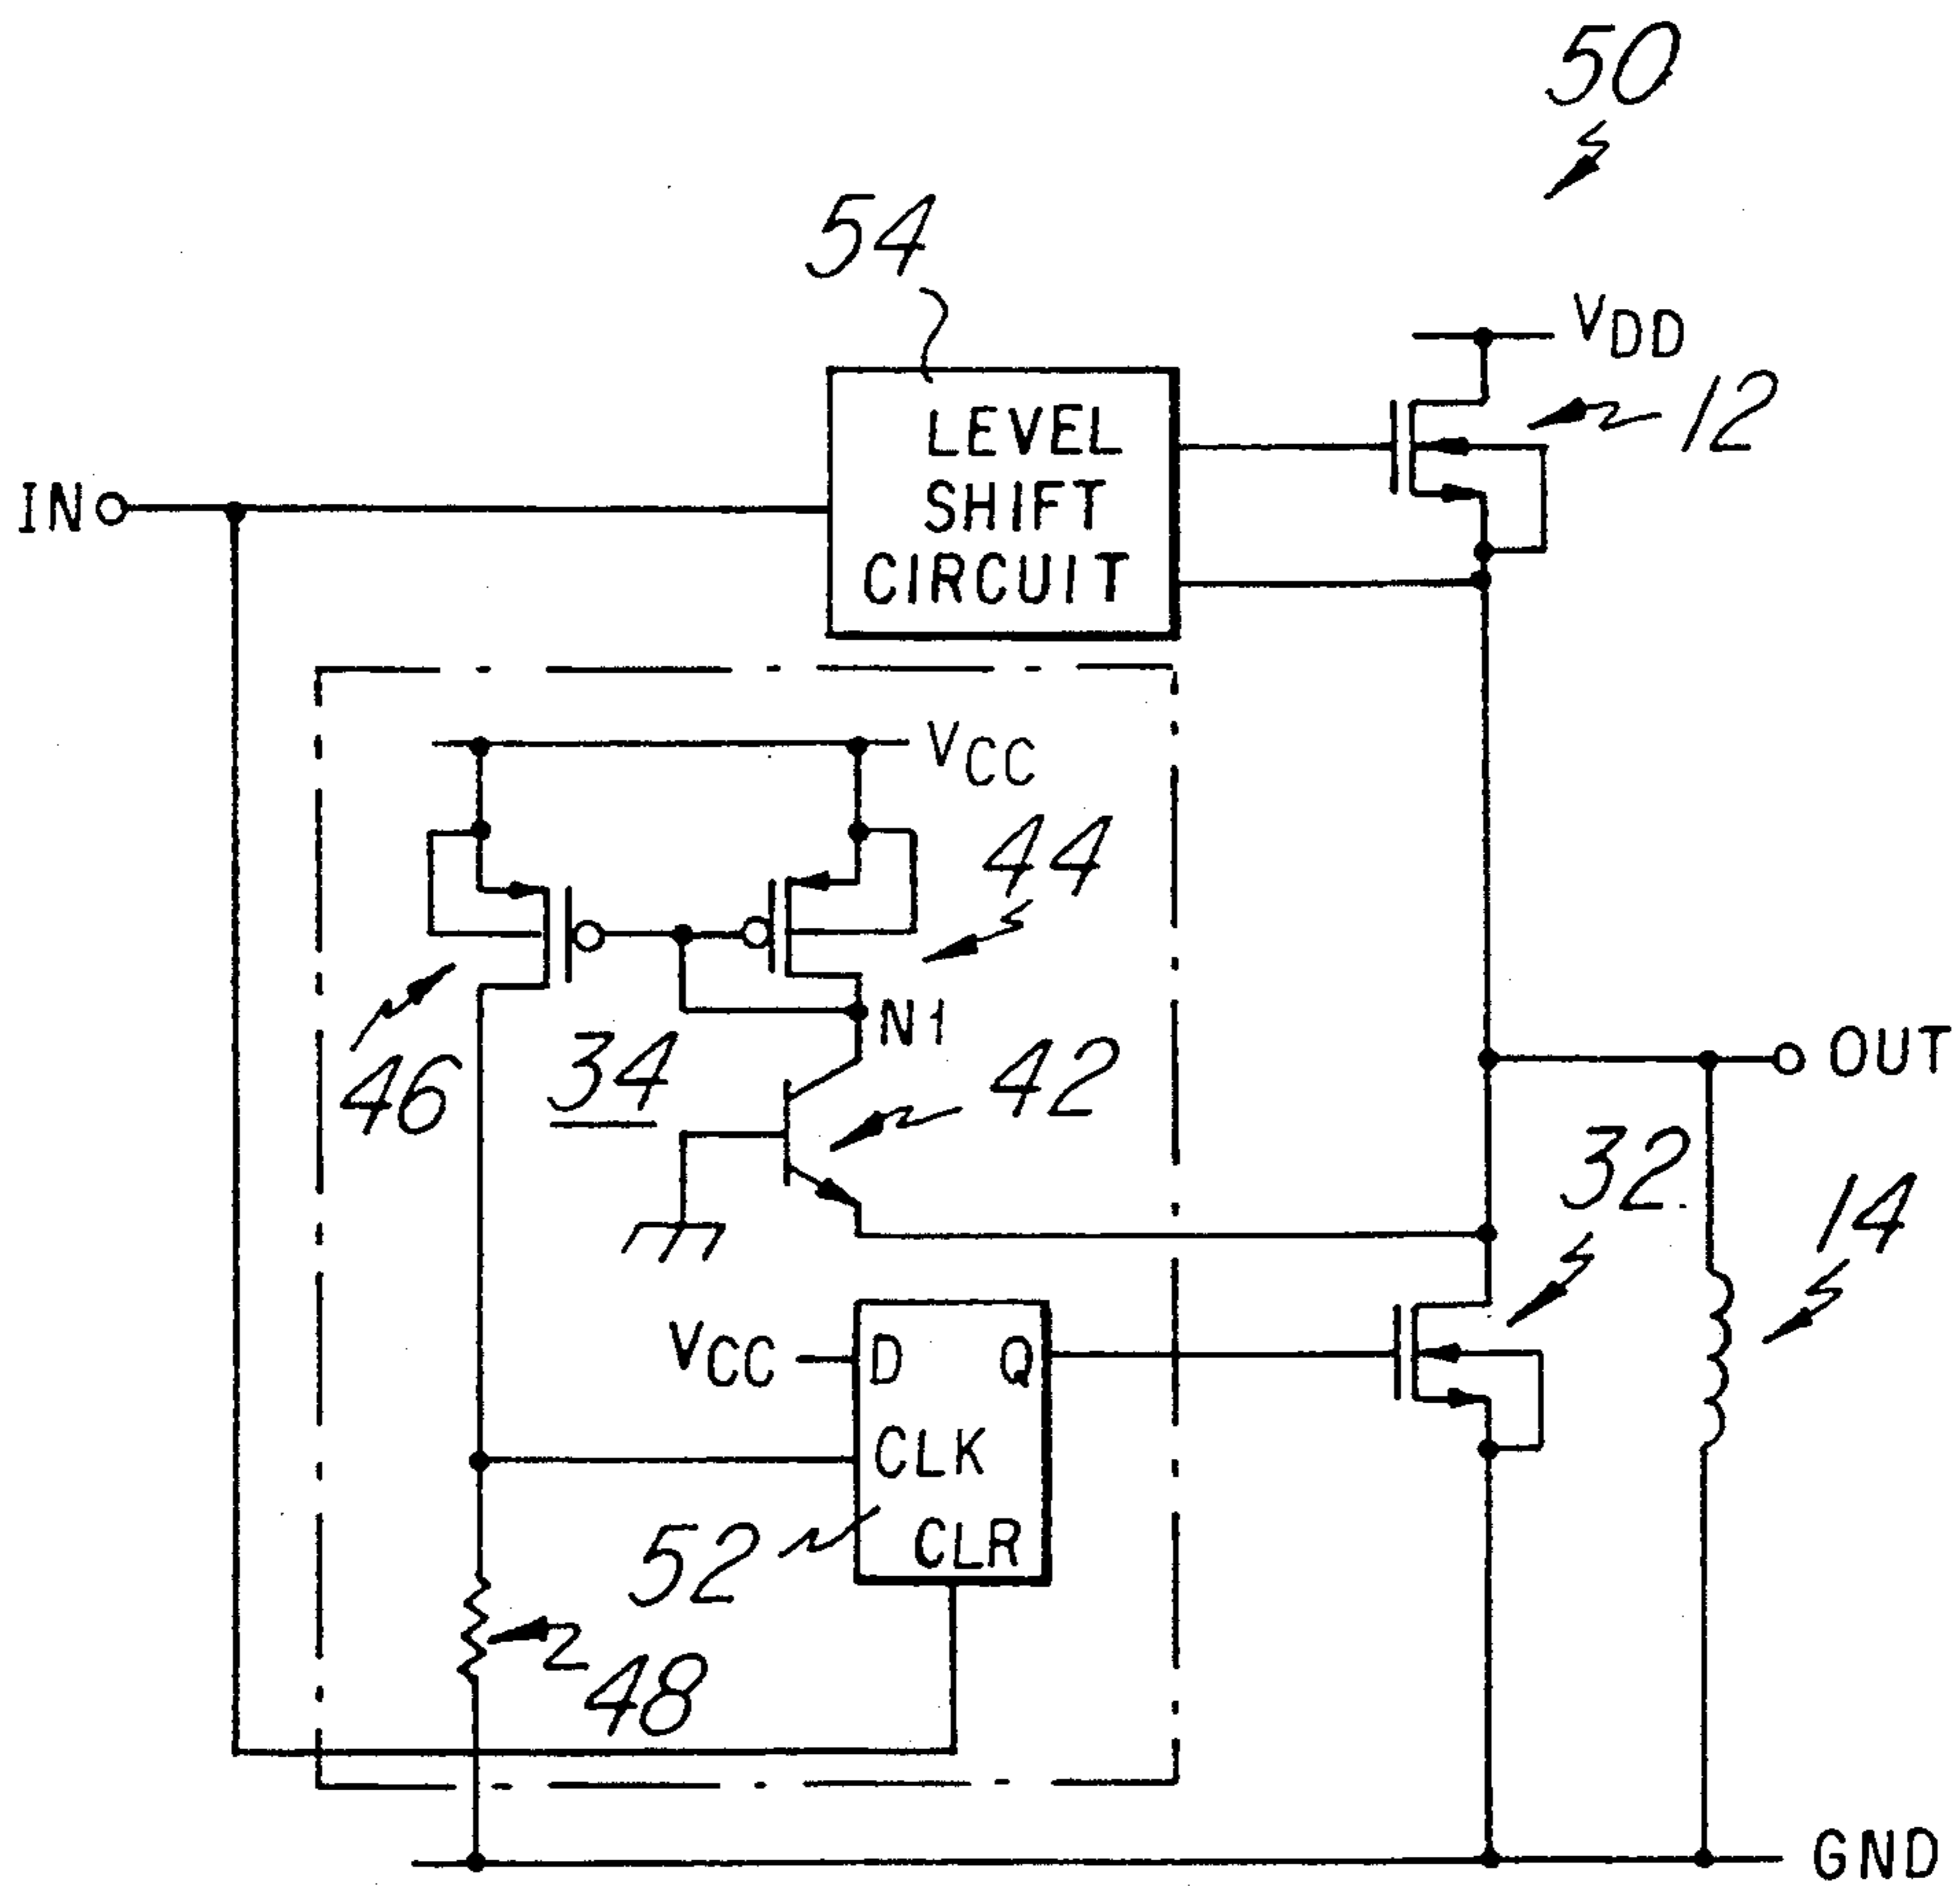 50
54
VDD
12
LEVEL
SHIFT
CIRCUIT
IN
VCC
44
N1
46
34
42
OUT
32
14
VCC
D
Q
CLK
CLR
52
48
GND